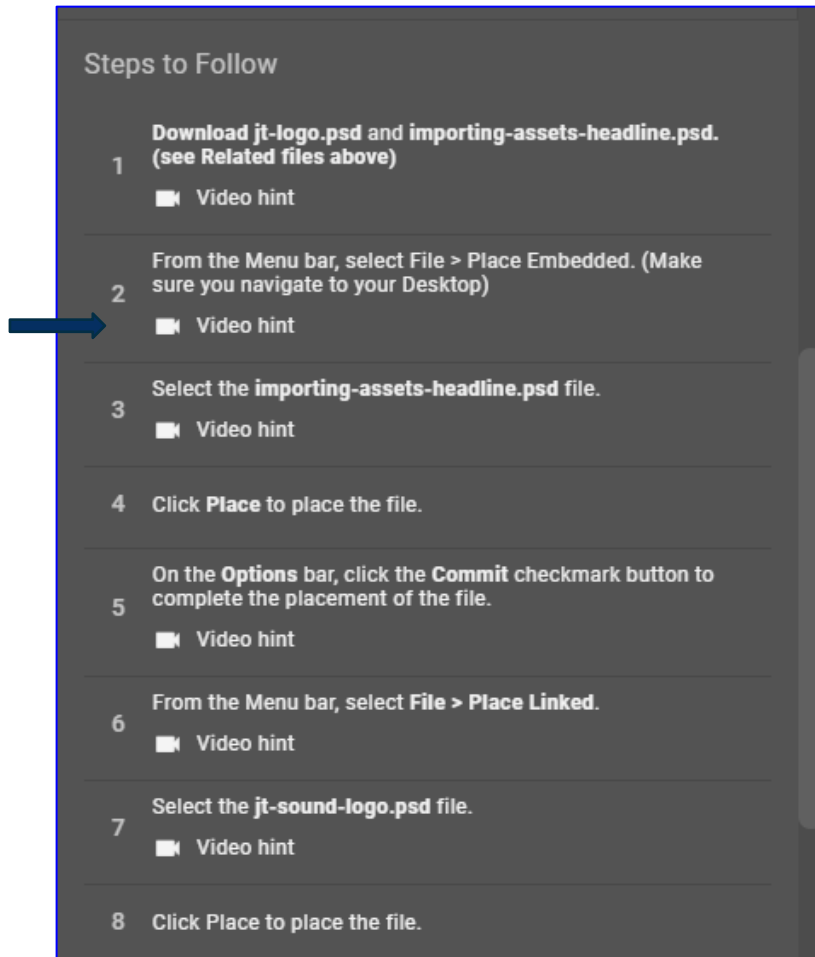 Steps to Follow
1
Download jt-logo.psd and importing-assets-headline.psd.
(see Related files above)
Video hint
2
From the Menu bar, select File > Place Embedded. (Make
sure you navigate to your Desktop)
Video hint
3
Select the importing-assets-headline.psd file.
Video hint
4 Click Place to place the file.
5
On the Options bar, click the Commit checkmark button to
complete the placement of the file.
Video hint
6
From the Menu bar, select File > Place Linked.
Video hint
7
Select the jt-sound-logo.psd file.
Video hint
8 Click Place to place the file.